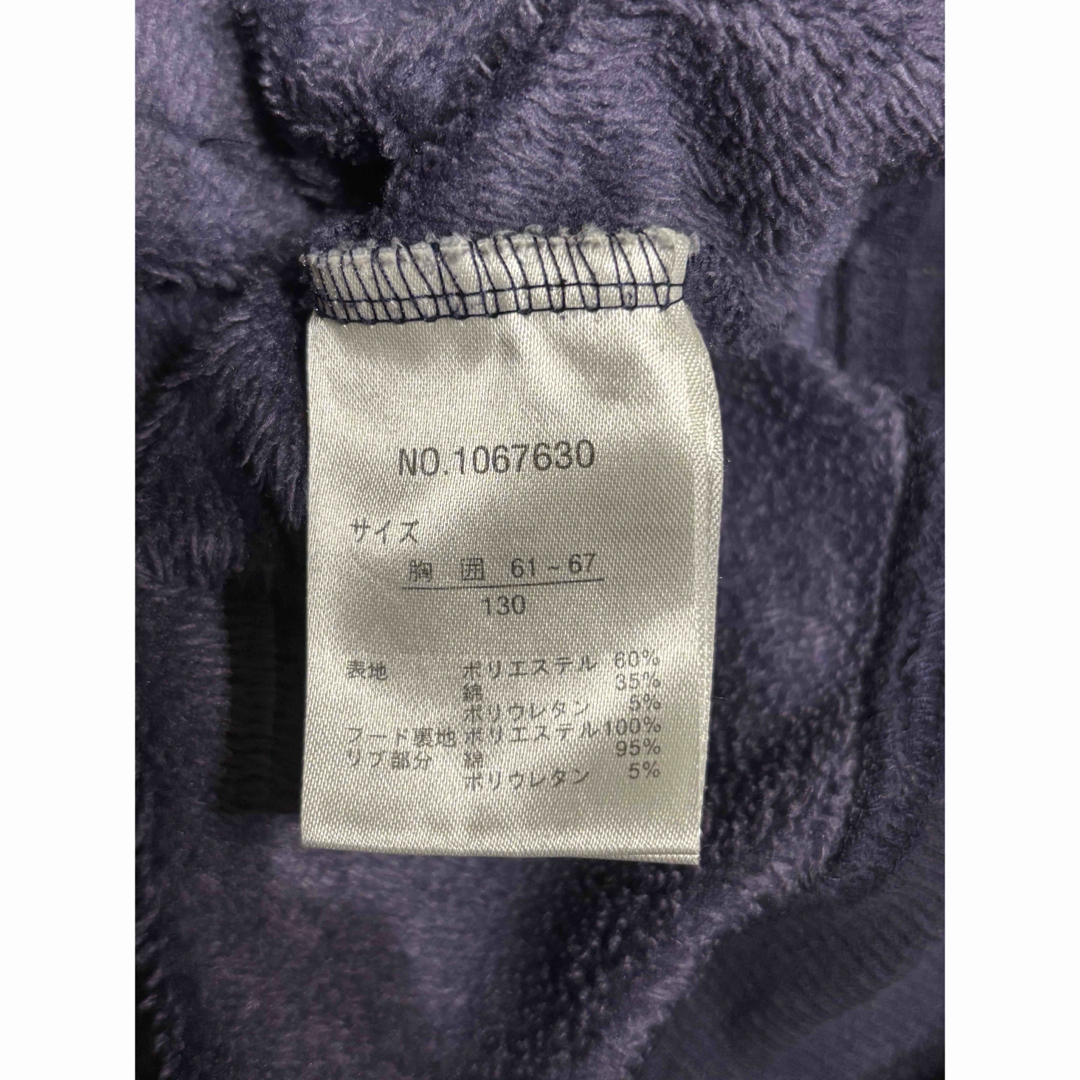 NO.1067630
サイズ
胸 囲 61~67
130
表地 ポリエステル 60%
綿 35%
ポリウレタン 5%
フード裏地 ポリエステル100%
リブ部分 綿 95%
ポリウレタン 5%